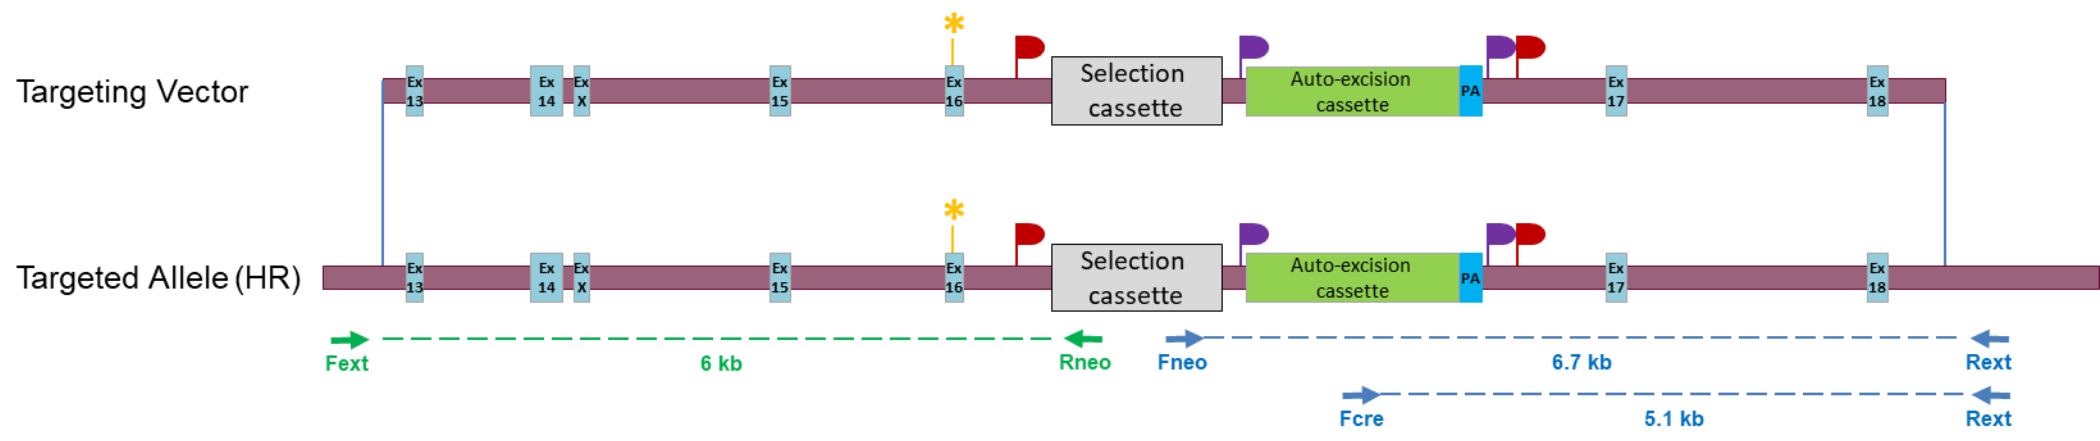 *
Targeting Vector
Ex
13
Ex
14
Ex
X
Ex
15
Ex
16
Selection
cassette
Auto-excision
cassette
PA
Ex
17
Ex
18
*
Targeted Allele (HR)
Ex
13
Ex
14
Ex
X
Ex
15
Ex
16
Selection
cassette
Auto-excision
cassette
PA
Ex
17
Ex
18
Fext
6 kb
Rneo
Fneo
6.7 kb
Rext
Fcre
5.1 kb
Rext